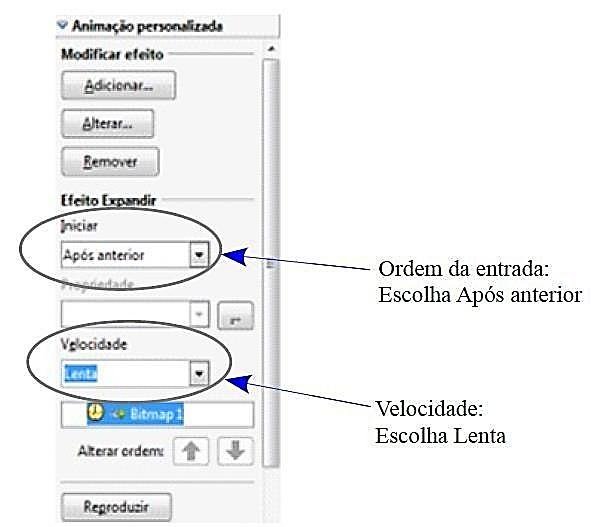 Animação personalizada
Modificar efeito
Adicionar...
Alterar...
Remover
Efeito Expandir
Iniciar
Após anterior
Ordem da entrada:
Escolha Após anterior
Propriedade
...
Velocidade
Lenta
Velocidade:
Escolha Lenta
Bitmap 1
Alterar ordem:
Reproduzir